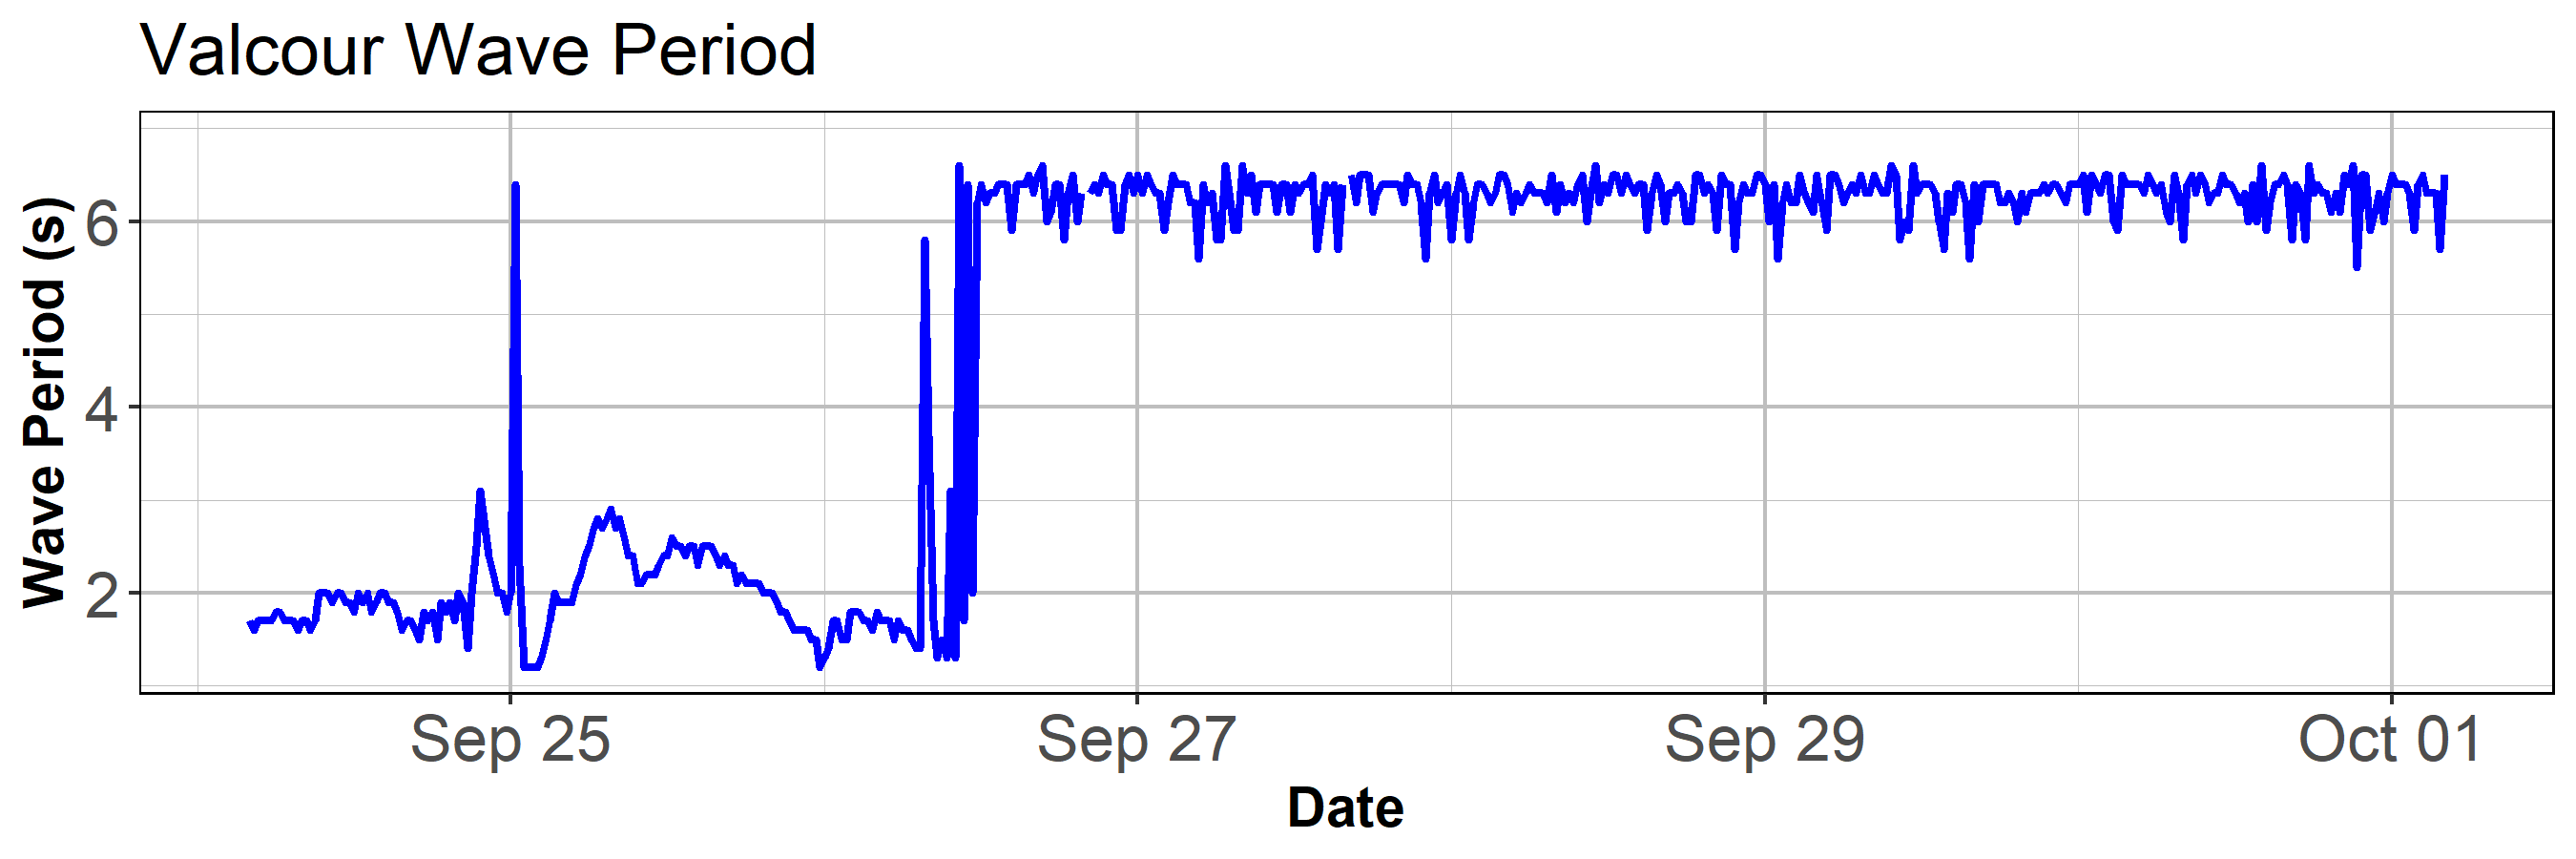 Valcour Wave Period
Wave Period (s)
6
4
2
Sep 25
Sep 27
Sep 29
Oct 01
Date